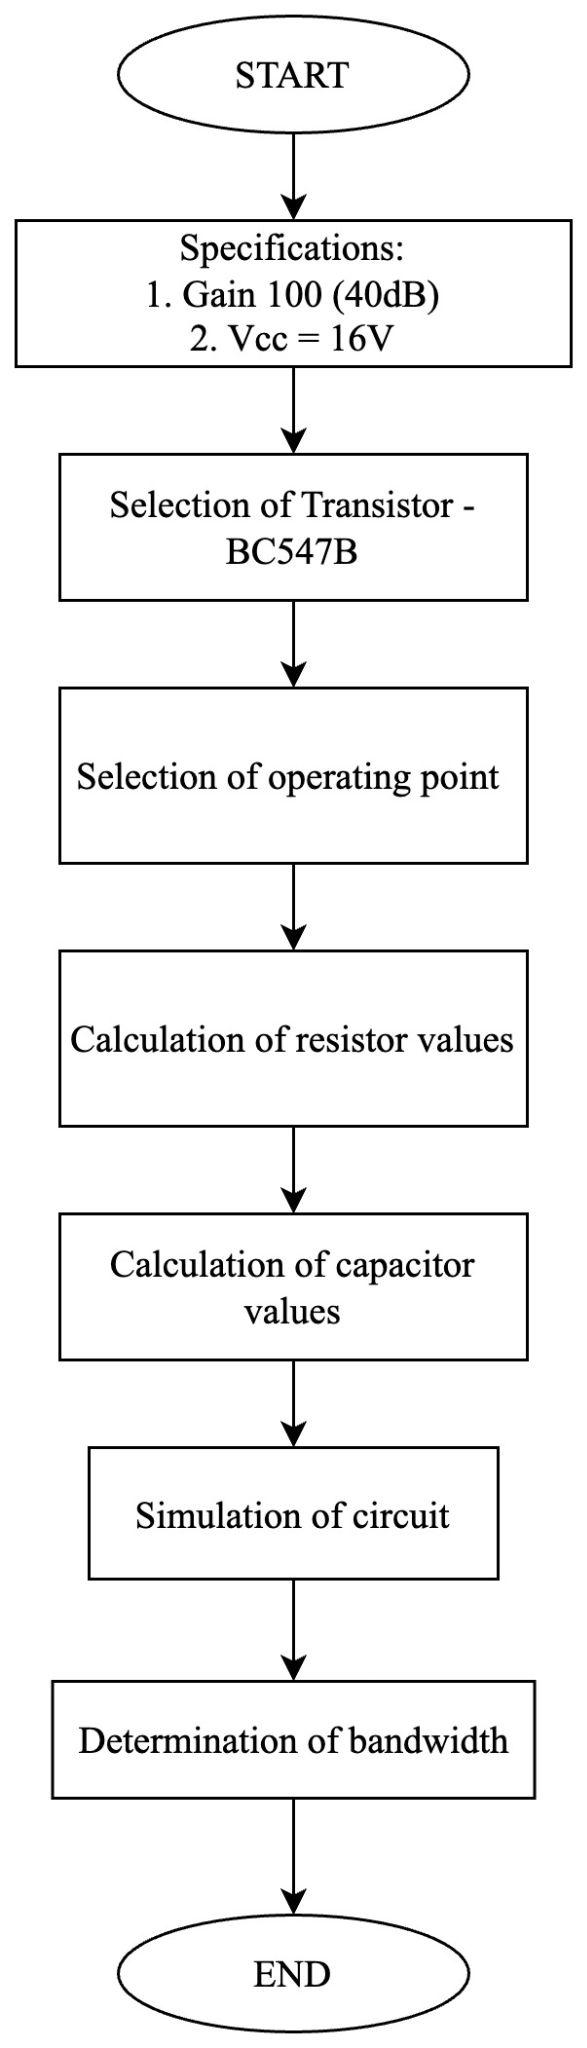 START
Specifications:
1. Gain 100 (40dB)
2. Vcc = 16V
Selection of Transistor -
BC547B
Selection of operating point
Calculation of resistor values
Calculation of capacitor
values
Simulation of circuit
Determination of bandwidth
END